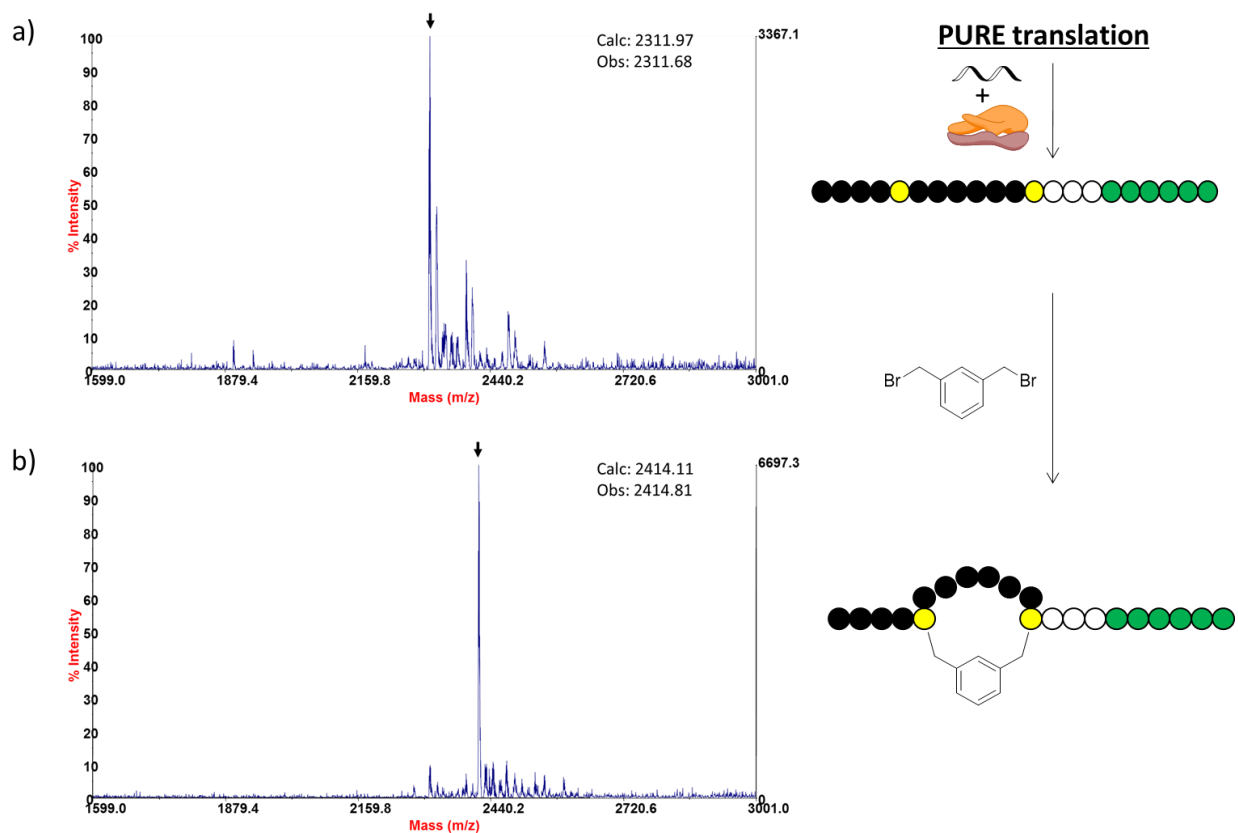 a)
100
90
80
70
60
50
40
30
20
10
0
% Intensity
3367.1
0
Calc: 2311.97
Obs: 2311.68
1599.0 1879.4 2159.8 2440.2 2720.6 3001.0
Mass (m/z)
PURE translation
+
Br Br
b)
100
90
80
70
60
50
40
30
20
10
0
% Intensity
6697.3
0
Calc: 2414.11
Obs: 2414.81
1599.0 1879.4 2159.8 2440.2 2720.6 3001.0
Mass (m/z)